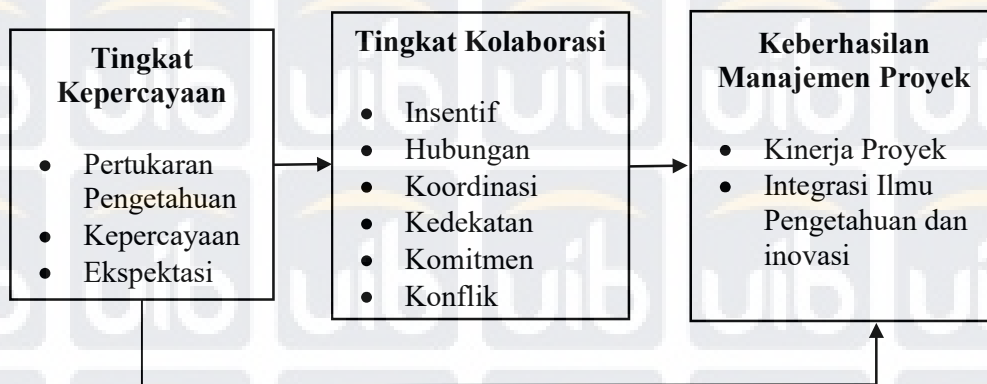 Tingkat
Kepercayaan
• Pertukaran
Pengetahuan
• Kepercayaan
• Ekspektasi
Tingkat Kolaborasi
• Insentif
• Hubungan
• Koordinasi
• Kedekatan
• Komitmen
• Konflik
Keberhasilan
Manajemen Proyek
• Kinerja Proyek
• Integrasi Ilmu
Pengetahuan dan
inovasi